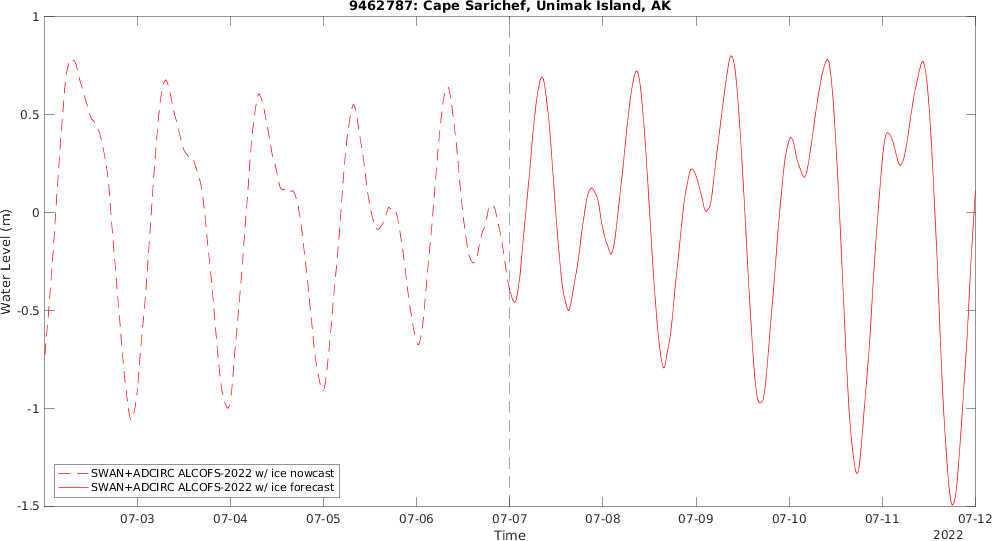 9462787: Cape Sarichef, Unimak Island, AK
Water Level (m)
1
0.5
0
-0.5
-1
-1.5
SWAN+ADCIRC ALCOFS-2022 w/ ice nowcast
SWAN+ADCIRC ALCOFS-2022 w/ ice forecast
07-03 07-04 07-05 07-06 07-07 07-08 07-09 07-10 07-11 07-12
Time
2022